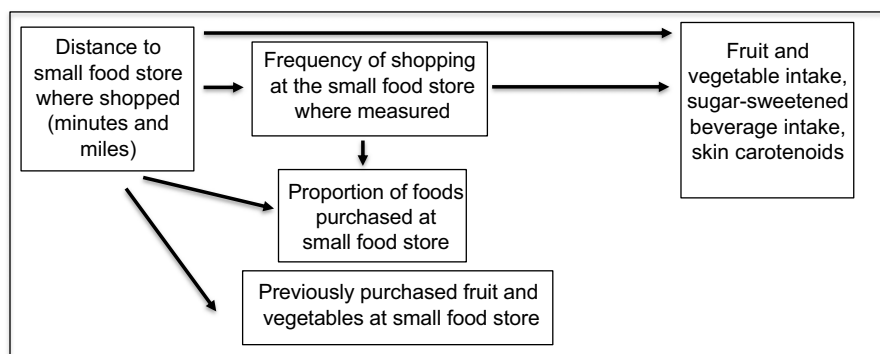 Distance to
small food store
where shopped
(minutes and
miles)
Frequency of shopping
at the small food store
where measured
Fruit and
vegetable intake,
sugar-sweetened
beverage intake,
skin carotenoids
Proportion of foods
purchased at
small food store
Previously purchased fruit and
vegetables at small food store